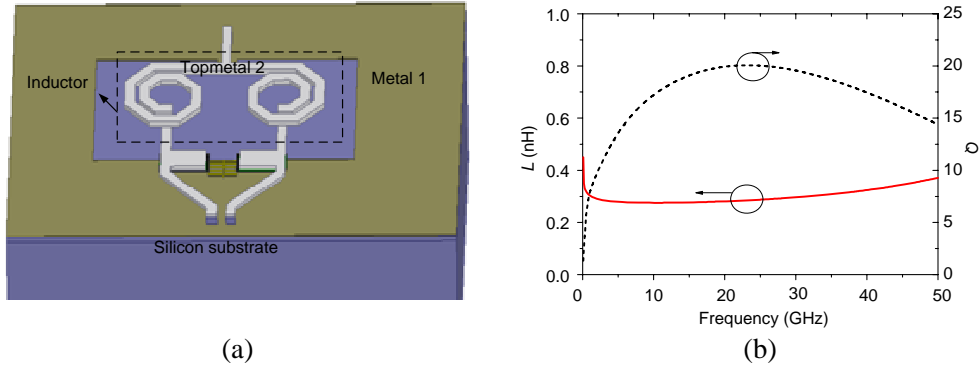 Topmetal 2
Inductor
Metal 1
Silicon substrate
(a)
1.0
0.8
0.6
0.4
0.2
0.0
L (nH)
25
20
15
10
5
0
Q
0 10 20 30 40 50
Frequency (GHz)
(b)